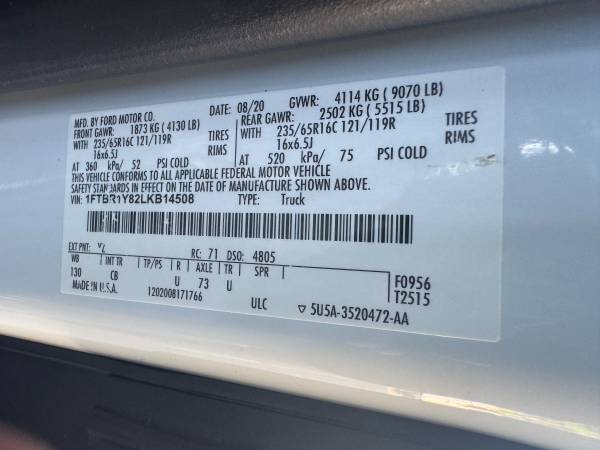 MFD. BY FORD MOTOR CO. 08/20 GVWR: 4114 KG ( 9070 LB)
FRONT GAWR: 1873 KG ( 4130 LB) REAR GAWR: 2502 KG ( 5515 LB)
WITH 235/65R16C 121/119R TIRES WITH 235/65R16C 121/119R TIRES
16x6.5J RIMS 16x6.5J RIMS
AT 360 kPa/ 52 PSI COLD AT 520 kPa/ 75 PSI COLD
THIS VEHICLE CONFORMS TO ALL APPLICABLE FEDERAL MOTOR VEHICLE
SAFETY STANDARDS IN EFFECT ON THE DATE OF MANUFACTURE SHOWN ABOVE.
VIN: 1FTBR1Y82LKB14508 TYPE: Truck
EXT PNT: RC: 71 DSO: 4805
WB INT TR TP/PS R AXLE TR SPR F0956
130 CB U 73 U T2515
MADE IN U.S.A. 1202008171766 ULC ▽ 5U5A-3520472-AA